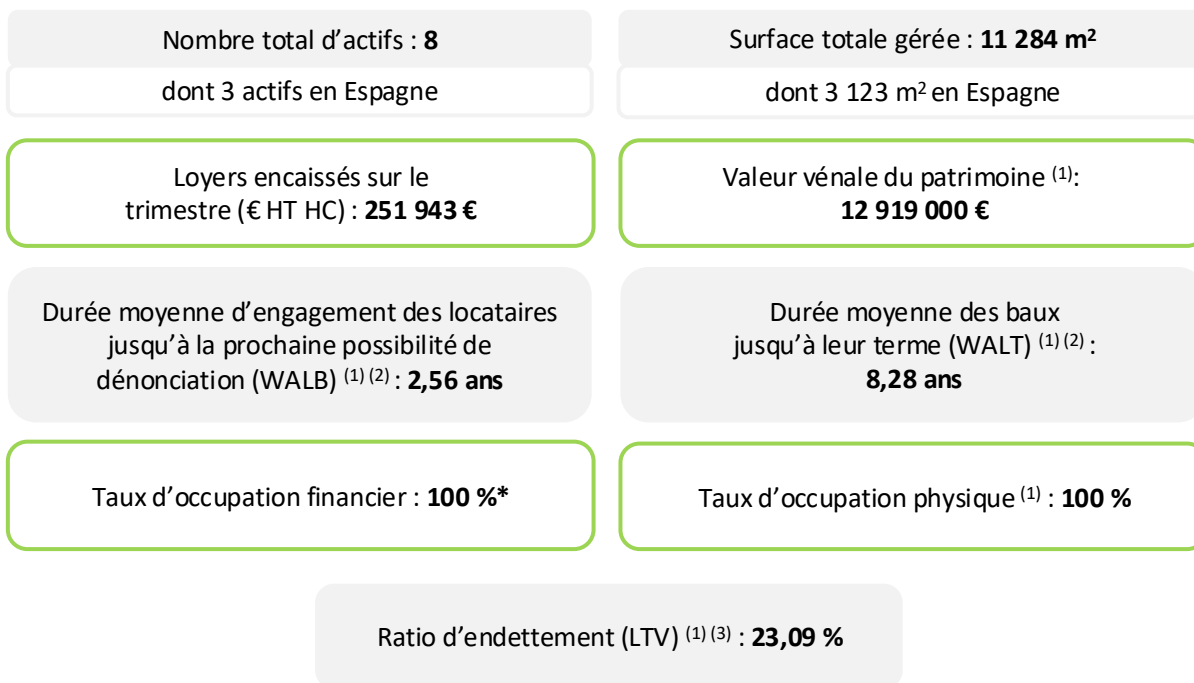 Nombre total d’actifs : 8
dont 3 actifs en Espagne
Surface totale gérée : 11 284 m²
dont 3 123 m² en Espagne
Loyers encaissés sur le
trimestre (€ HT HC) : 251 943 €
Valeur vénale du patrimoine (1):
12 919 000 €
Durée moyenne d’engagement des locataires
jusqu’à la prochaine possibilité de
dénonciation (WALB) (1) (2) : 2,56 ans
Durée moyenne des baux
jusqu’à leur terme (WALT) (1) (2) :
8,28 ans
Taux d’occupation financier : 100 %*
Taux d’occupation physique (1) : 100 %
Ratio d’endettement (LTV) (1) (3) : 23,09 %